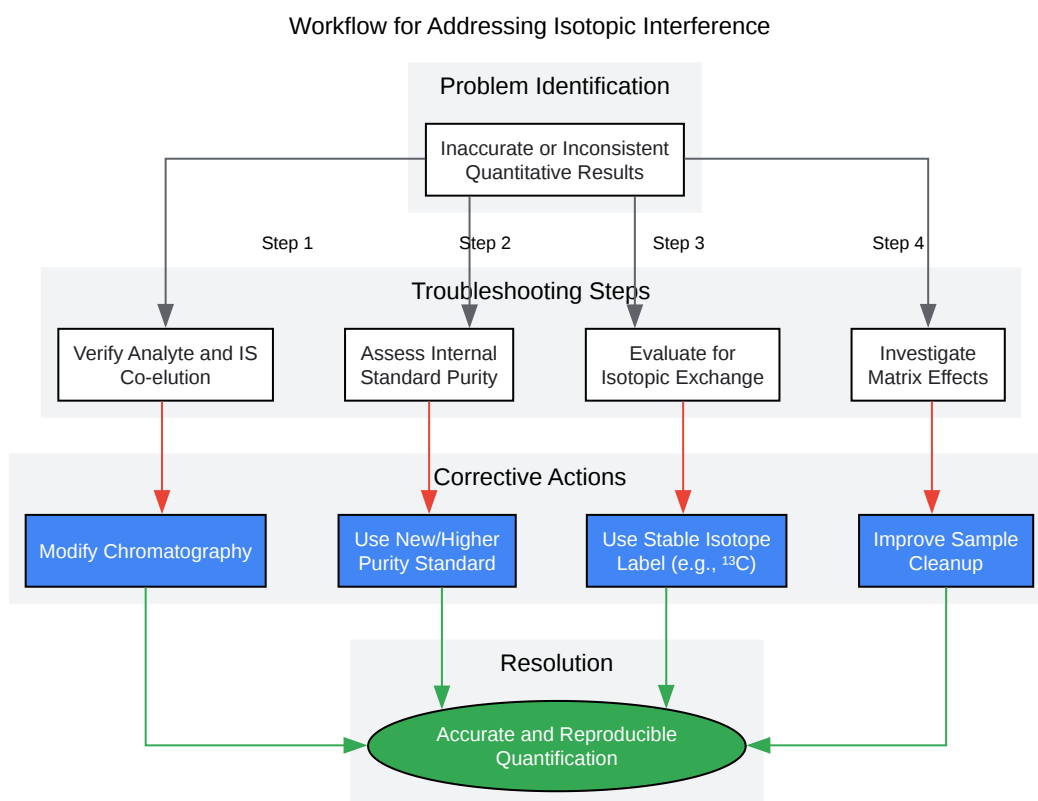 Workflow for Addressing Isotopic Interference
Problem Identification
Inaccurate or Inconsistent
Quantitative Results
Step 1
Step 2
Step 3
Step 4
Troubleshooting Steps
Verify Analyte and IS
Co-elution
Assess Internal
Standard Purity
Evaluate for
Isotopic Exchange
Investigate
Matrix Effects
Corrective Actions
Modify Chromatography
Use New/Higher
Purity Standard
Use Stable Isotope
Label (e.g., ¹³C)
Improve Sample
Cleanup
Resolution
Accurate and Reproducible
Quantification